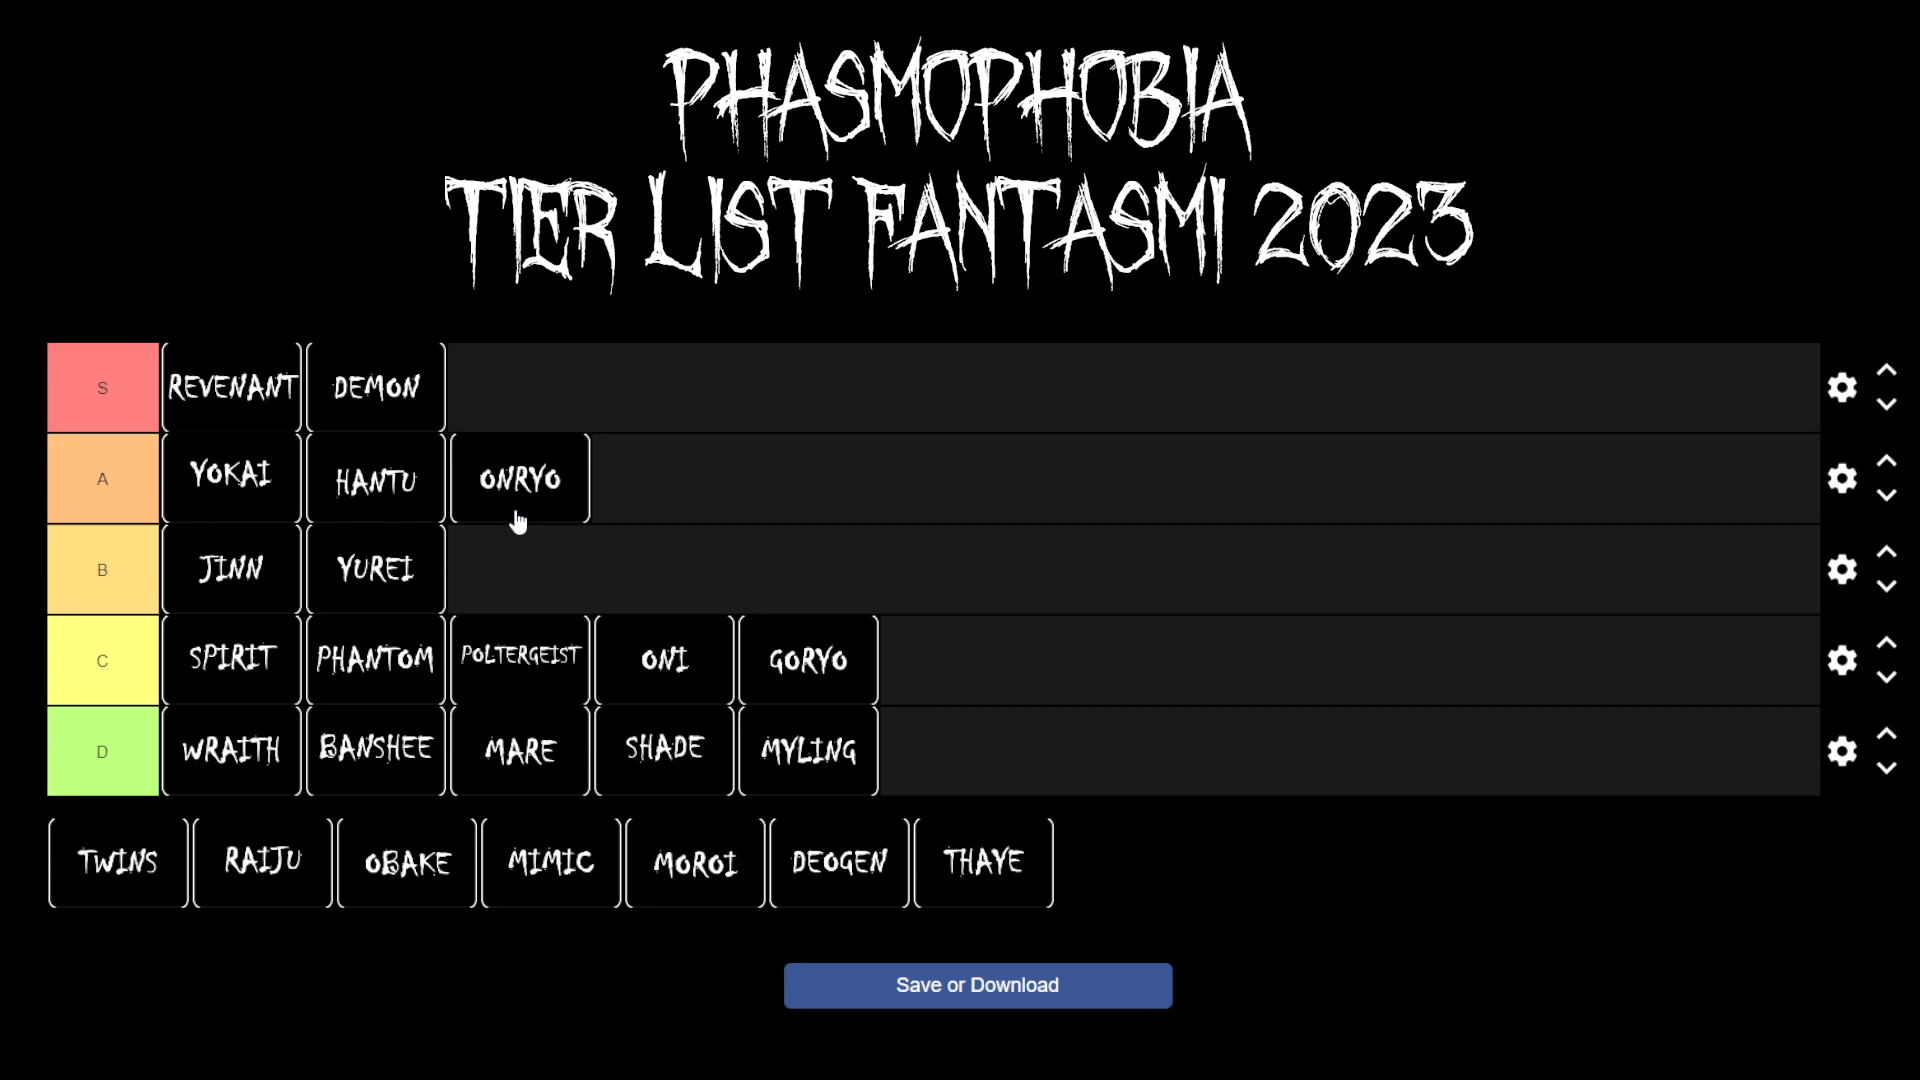 PHASMOPHOBIA
TIER LIST FANTASMI 2023
S REVENANT DEMON
A YOKAI HANTU ONRYO
B JINN YUREI
C SPIRIT PHANTOM POLTERGEIST ONI GORYO
D WRAITH BANSHEE MARE SHADE MYLING
TWINS RAIJU OBAKE MIMIC MOROI DEOGEN THAYE
Save or Download